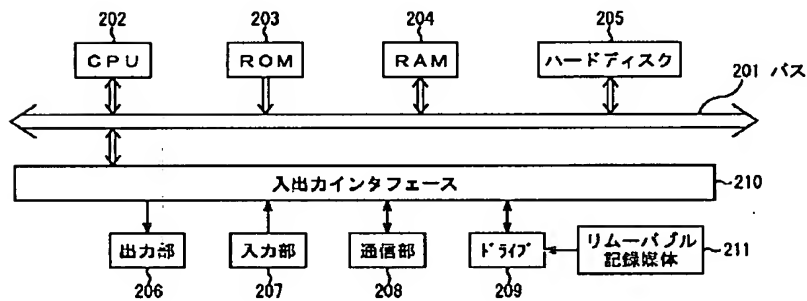 202 203 204 205
CPU ROM RAM ハードディスク
201 バス
入出力インタフェース 210
出力部 入力部 通信部 ドライブ リムーバブル
記録媒体 211
206 207 208 209